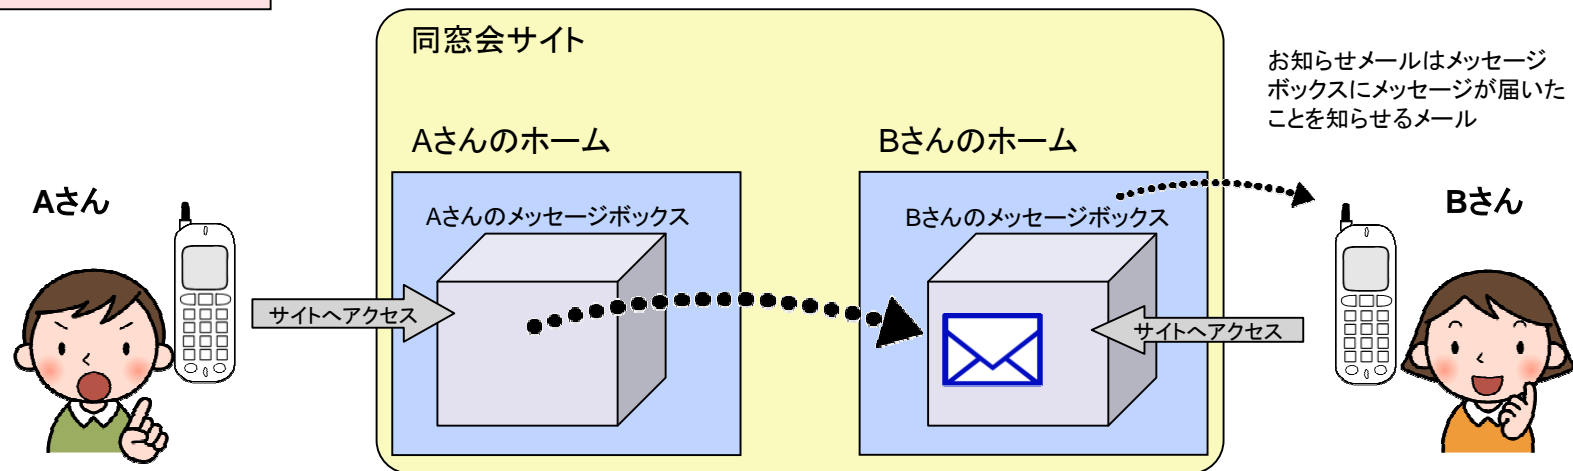 同窓会サイト
お知らせメールはメッセージ
ボックスにメッセージが届いた
ことを知らせるメール
Aさんのホーム
Bさんのホーム
Aさん
Aさんのメッセージボックス
Bさんのメッセージボックス
Bさん
サイトへアクセス
サイトへアクセス